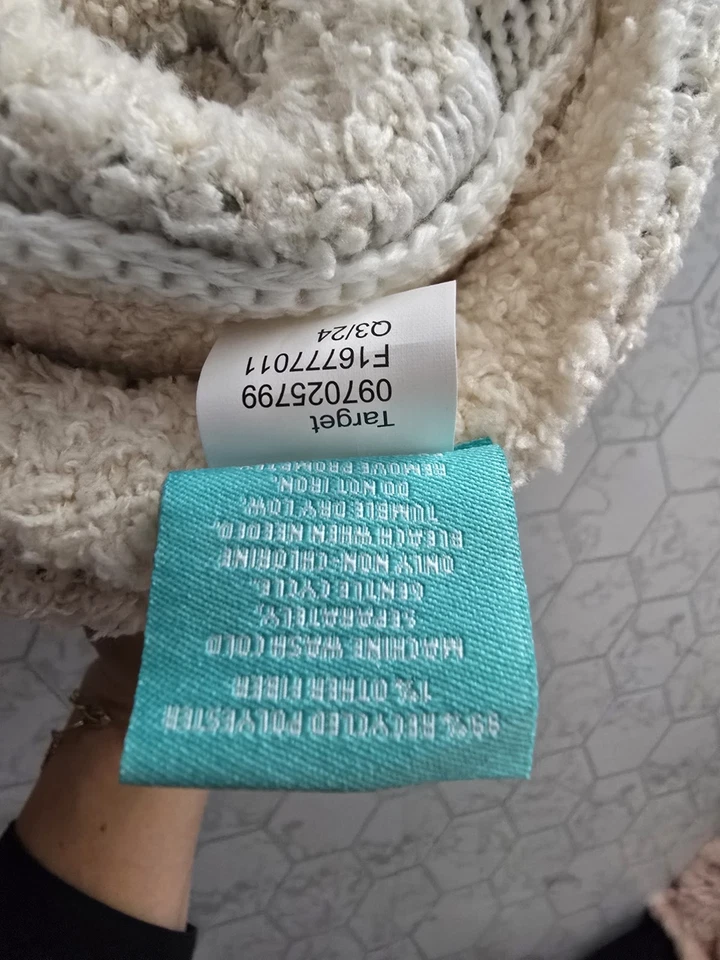 99% RECYCLED POLYESTER
1% OTHER FIBER
MACHINE WASH COLD
SEPARATELY,
GENTLE CYCLE.
ONLY NON-CHLORINE
BLEACH WHEN NEEDED.
TUMBLE DRY LOW.
DO NOT IRON.
REMOVE PROMPTLY
Target
097025799
F16777011
Q3/24